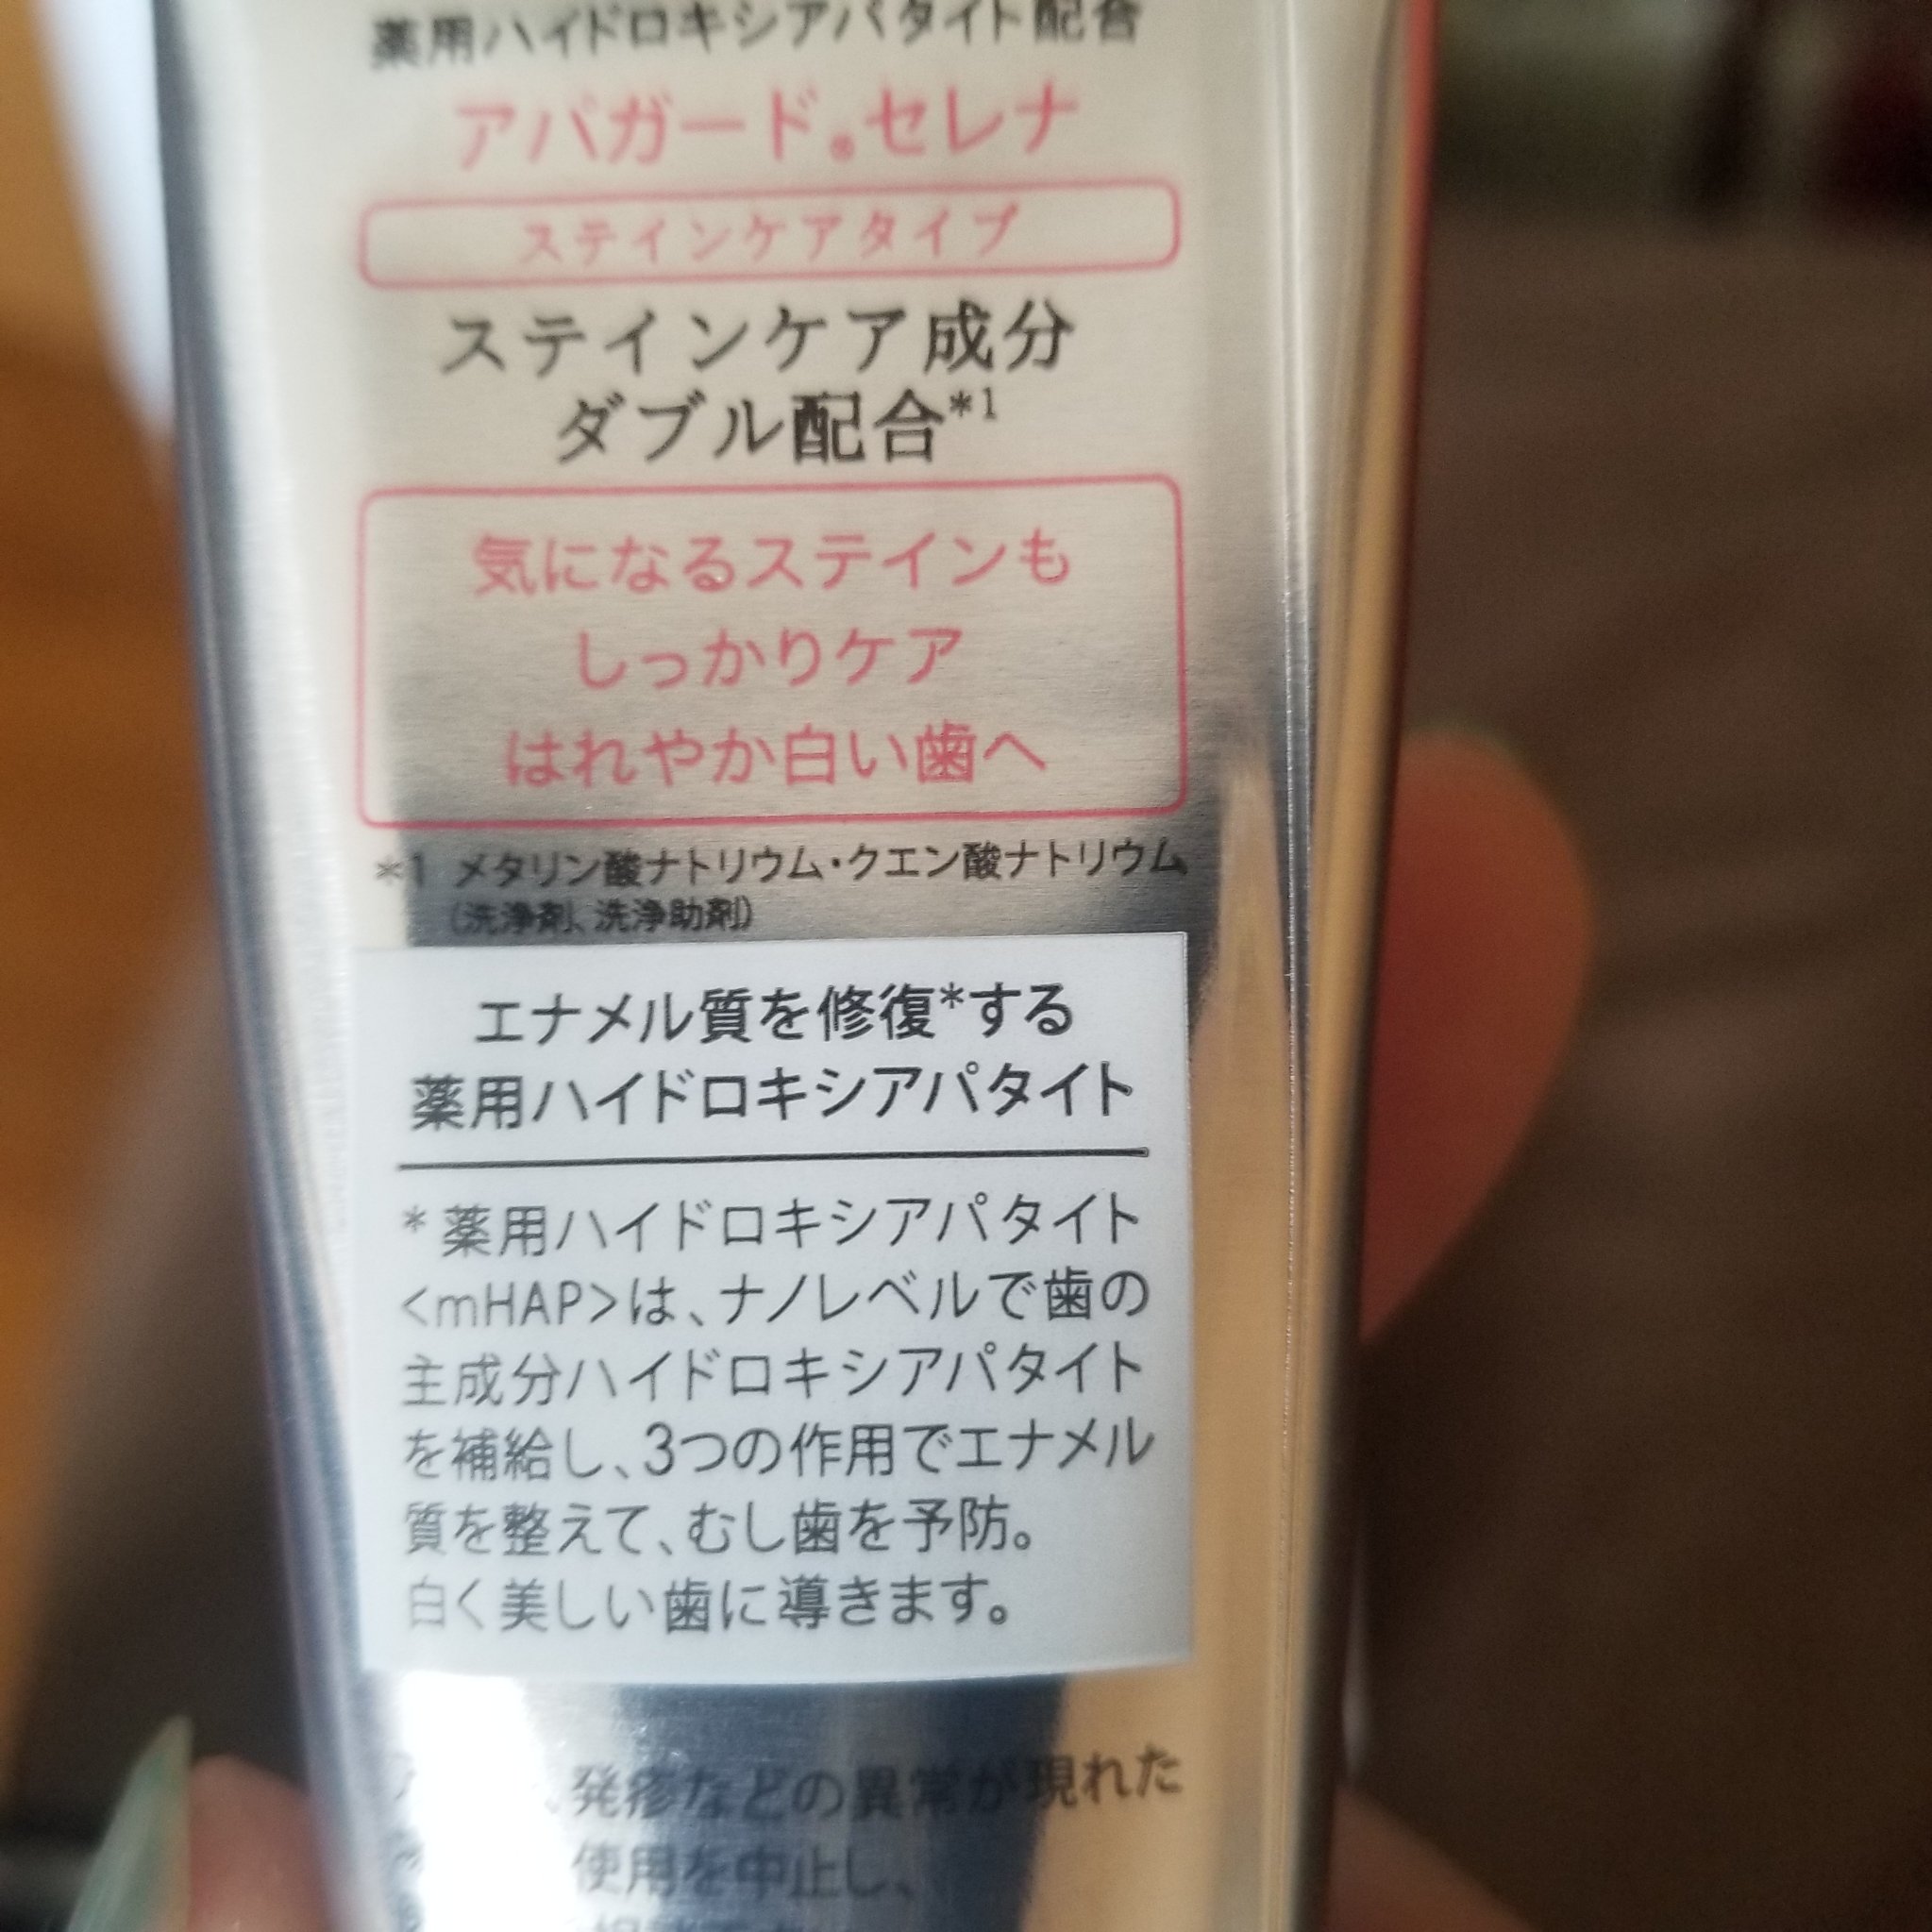 薬用ハイドロキシアパタイト配合
アパガード®セレナ
ステインケアタイプ
ステインケア成分
ダブル配合*1
気になるステインも
しっかりケア
はれやか白い歯へ
*1 メタリン酸ナトリウム・クエン酸ナトリウム
(洗浄剤、洗浄助剤)
エナメル質を修復*する
薬用ハイドロキシアパタイト
*薬用ハイドロキシアパタイト
<mHAP>は、ナノレベルで歯の
主成分ハイドロキシアパタイト
を補給し、3つの作用でエナメル
質を整えて、むし歯を予防。
白く美しい歯に導きます。
発疹などの異常が現れた
使用を中止し、